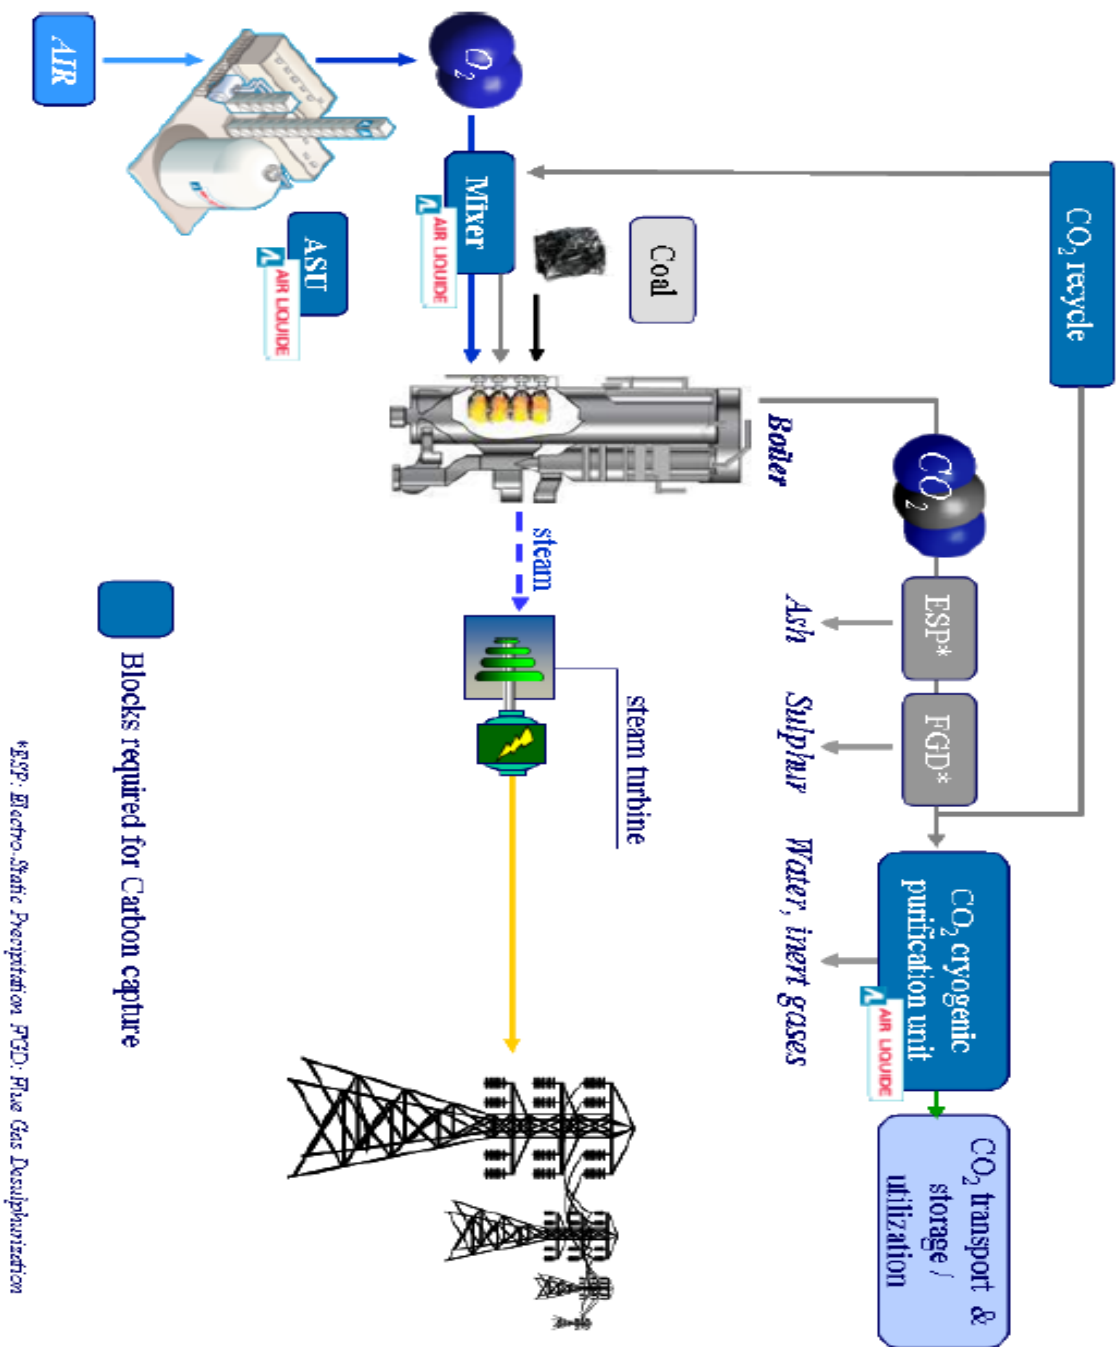 CO2 recycle
AIR
O2
Mixer
AIR LIQUIDE
ASU
AIR LIQUIDE
Coal
Boiler
CO2
ESP*
FGD*
Ash
Sulphur
Water, inert gases
CO2 cryogenic
purification unit
AIR LIQUIDE
CO2 transport &
storage /
utilization
steam
steam turbine
Blocks required for Carbon capture
*ESP: Electro-Static Precipitation FGD: Flue Gas Desulphurization